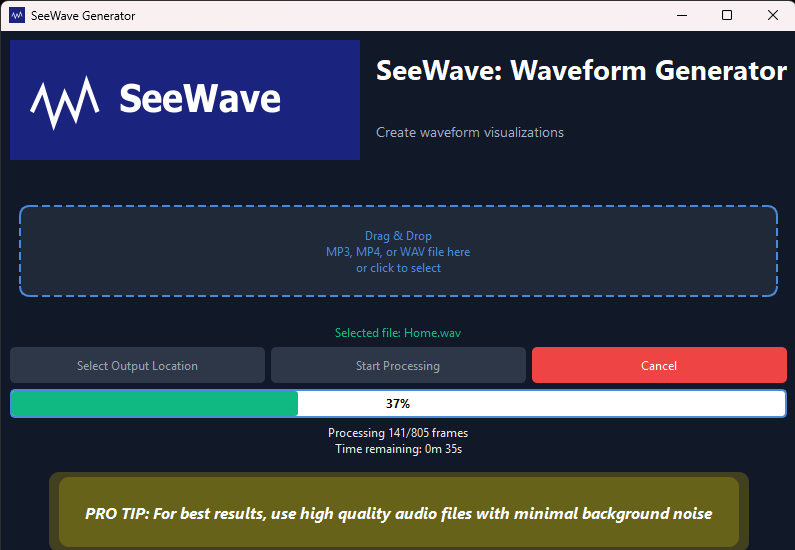 SeeWave Generator
SeeWave
SeeWave: Waveform Generator
Create waveform visualizations
Drag & Drop
MP3, MP4, or WAV file here
or click to select
Selected file: Home.wav
Select Output Location
Start Processing
Cancel
37%
Processing 141/805 frames
Time remaining: 0m 35s
PRO TIP: For best results, use high quality audio files with minimal background noise